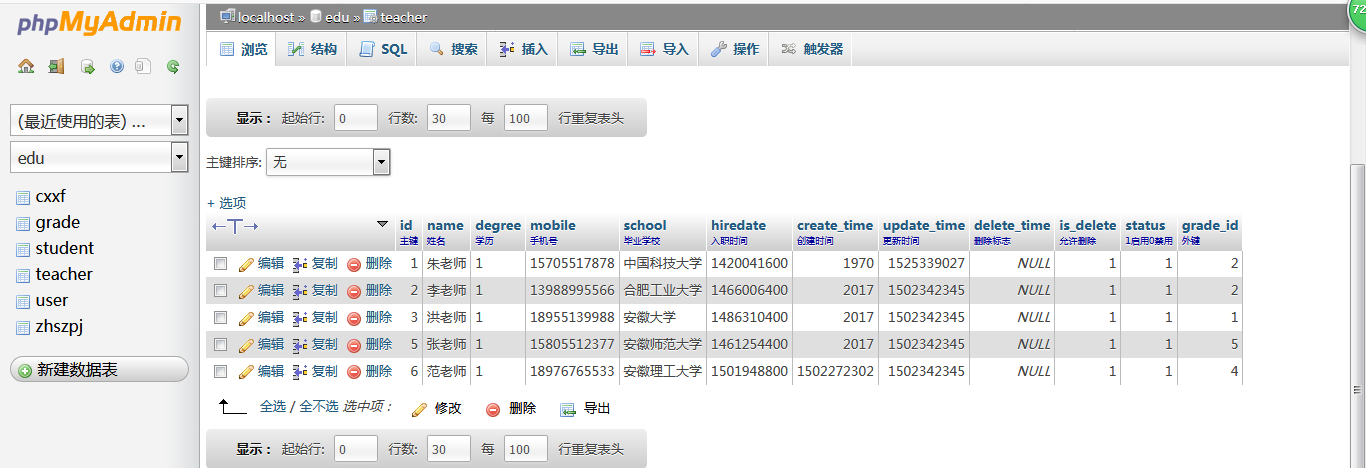 phpMyAdmin
(最近使用的表) ...
edu
cxxf
grade
student
teacher
user
zhszpj
新建数据表
localhost » edu » teacher
浏览 结构 SQL 搜索 插入 导出 导入 操作 触发器
72
显示： 起始行: 0 行数: 30 每 100 行重复表头
主键排序: 无
+ 选项
←T→ id name degree mobile school hiredate create_time update_time delete_time is_delete status grade_id
主键 姓名 学历 手机号 毕业学校 入职时间 创建时间 更新时间 删除标志 允许删除 1启用0禁用 外键
编辑 复制 删除 1 朱老师 1 15705517878 中国科技大学 1420041600 1970 1525339027 NULL 1 1 2
编辑 复制 删除 2 李老师 1 13988995566 合肥工业大学 1466006400 2017 1502342345 NULL 1 1 2
编辑 复制 删除 3 洪老师 1 18955139988 安徽大学 1486310400 2017 1502342345 NULL 1 1 1
编辑 复制 删除 5 张老师 1 15805512377 安徽师范大学 1461254400 2017 1502342345 NULL 1 1 5
编辑 复制 删除 6 范老师 1 18976765533 安徽理工大学 1501948800 1502272302 1502342345 NULL 1 1 4
全选 / 全不选 选中项： 修改 删除 导出
显示： 起始行: 0 行数: 30 每 100 行重复表头